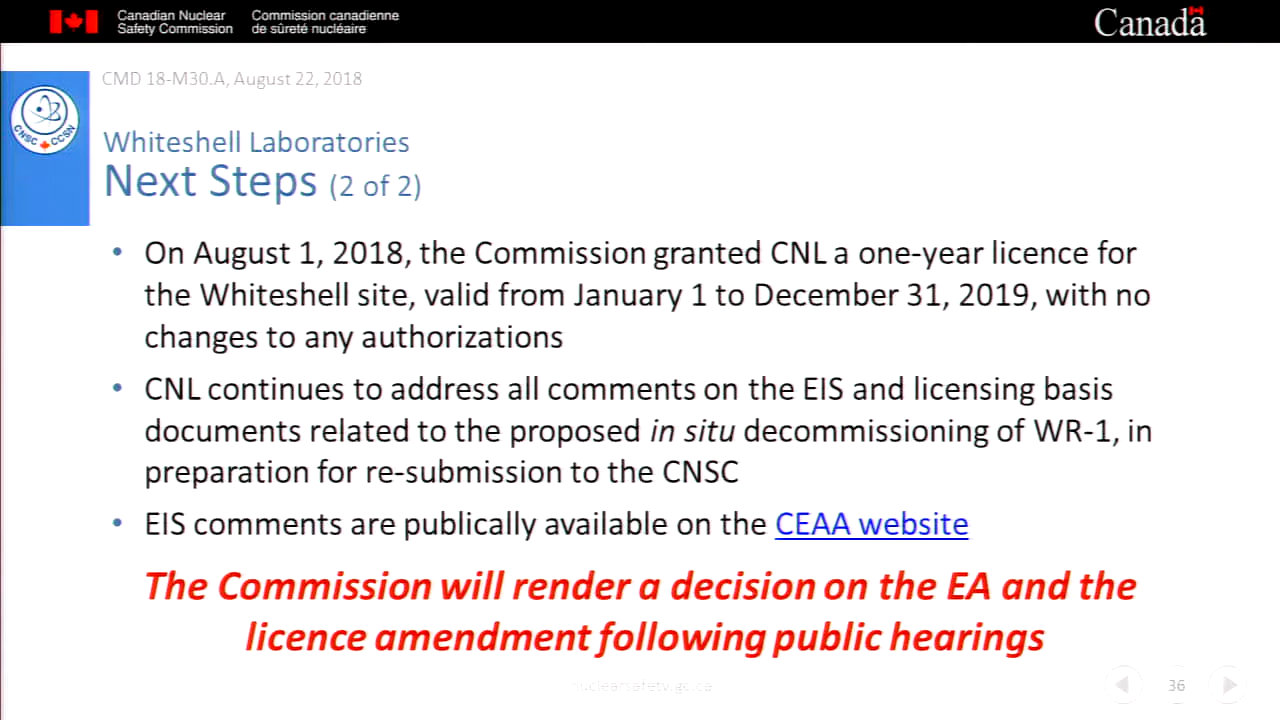 Canadian Nuclear
Safety Commission
Commission canadienne
de sûreté nucléaire
Canada
CMD 18-M30.A, August 22, 2018
CNSC CCSN
Whiteshell Laboratories
Next Steps (2 of 2)
• On August 1, 2018, the Commission granted CNL a one-year licence for
the Whiteshell site, valid from January 1 to December 31, 2019, with no
changes to any authorizations
• CNL continues to address all comments on the EIS and licensing basis
documents related to the proposed in situ decommissioning of WR-1, in
preparation for re-submission to the CNSC
• EIS comments are publically available on the CEAA website
The Commission will render a decision on the EA and the
licence amendment following public hearings
nuclearsafety.gc.ca
36